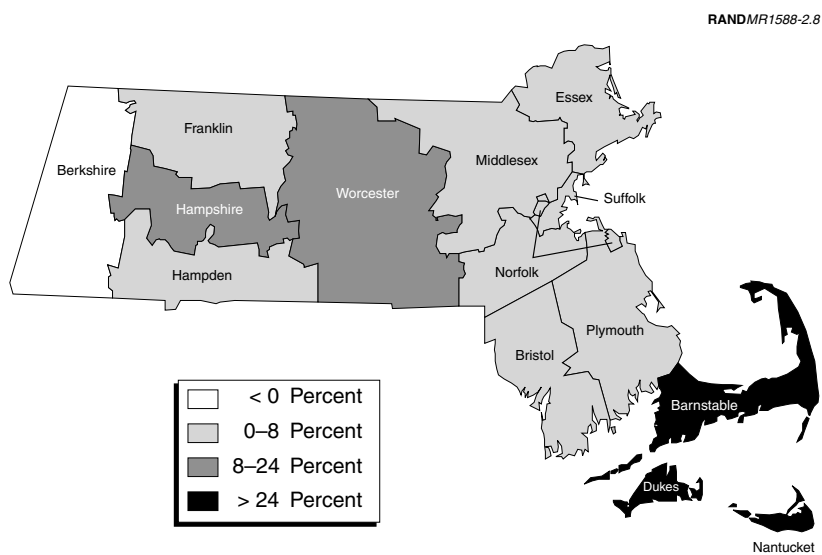 RANDMR1588-2.8
Essex
Franklin
Middlesex
Berkshire
Worcester
Suffolk
Hampshire
Hampden
Norfolk
Plymouth
Bristol
Barnstable
Dukes
Nantucket
< 0 Percent
0–8 Percent
8–24 Percent
> 24 Percent